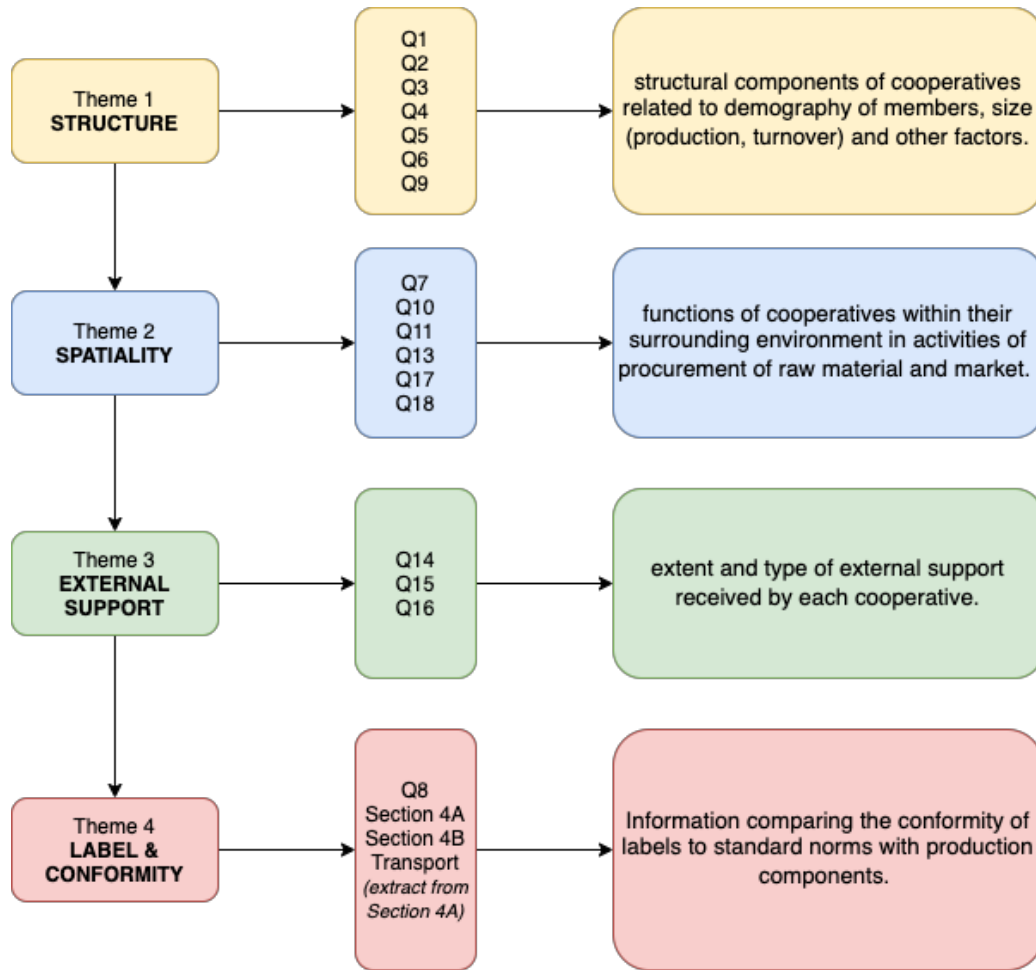 Theme 1
STRUCTURE
Q1
Q2
Q3
Q4
Q5
Q6
Q9
structural components of cooperatives
related to demography of members, size
(production, turnover) and other factors.
Theme 2
SPATIALITY
Q7
Q10
Q11
Q13
Q17
Q18
functions of cooperatives within their
surrounding environment in activities of
procurement of raw material and market.
Theme 3
EXTERNAL
SUPPORT
Q14
Q15
Q16
extent and type of external support
received by each cooperative.
Theme 4
LABEL &
CONFORMITY
Q8
Section 4A
Section 4B
Transport
(extract from
Section 4A)
Information comparing the conformity of
labels to standard norms with production
components.